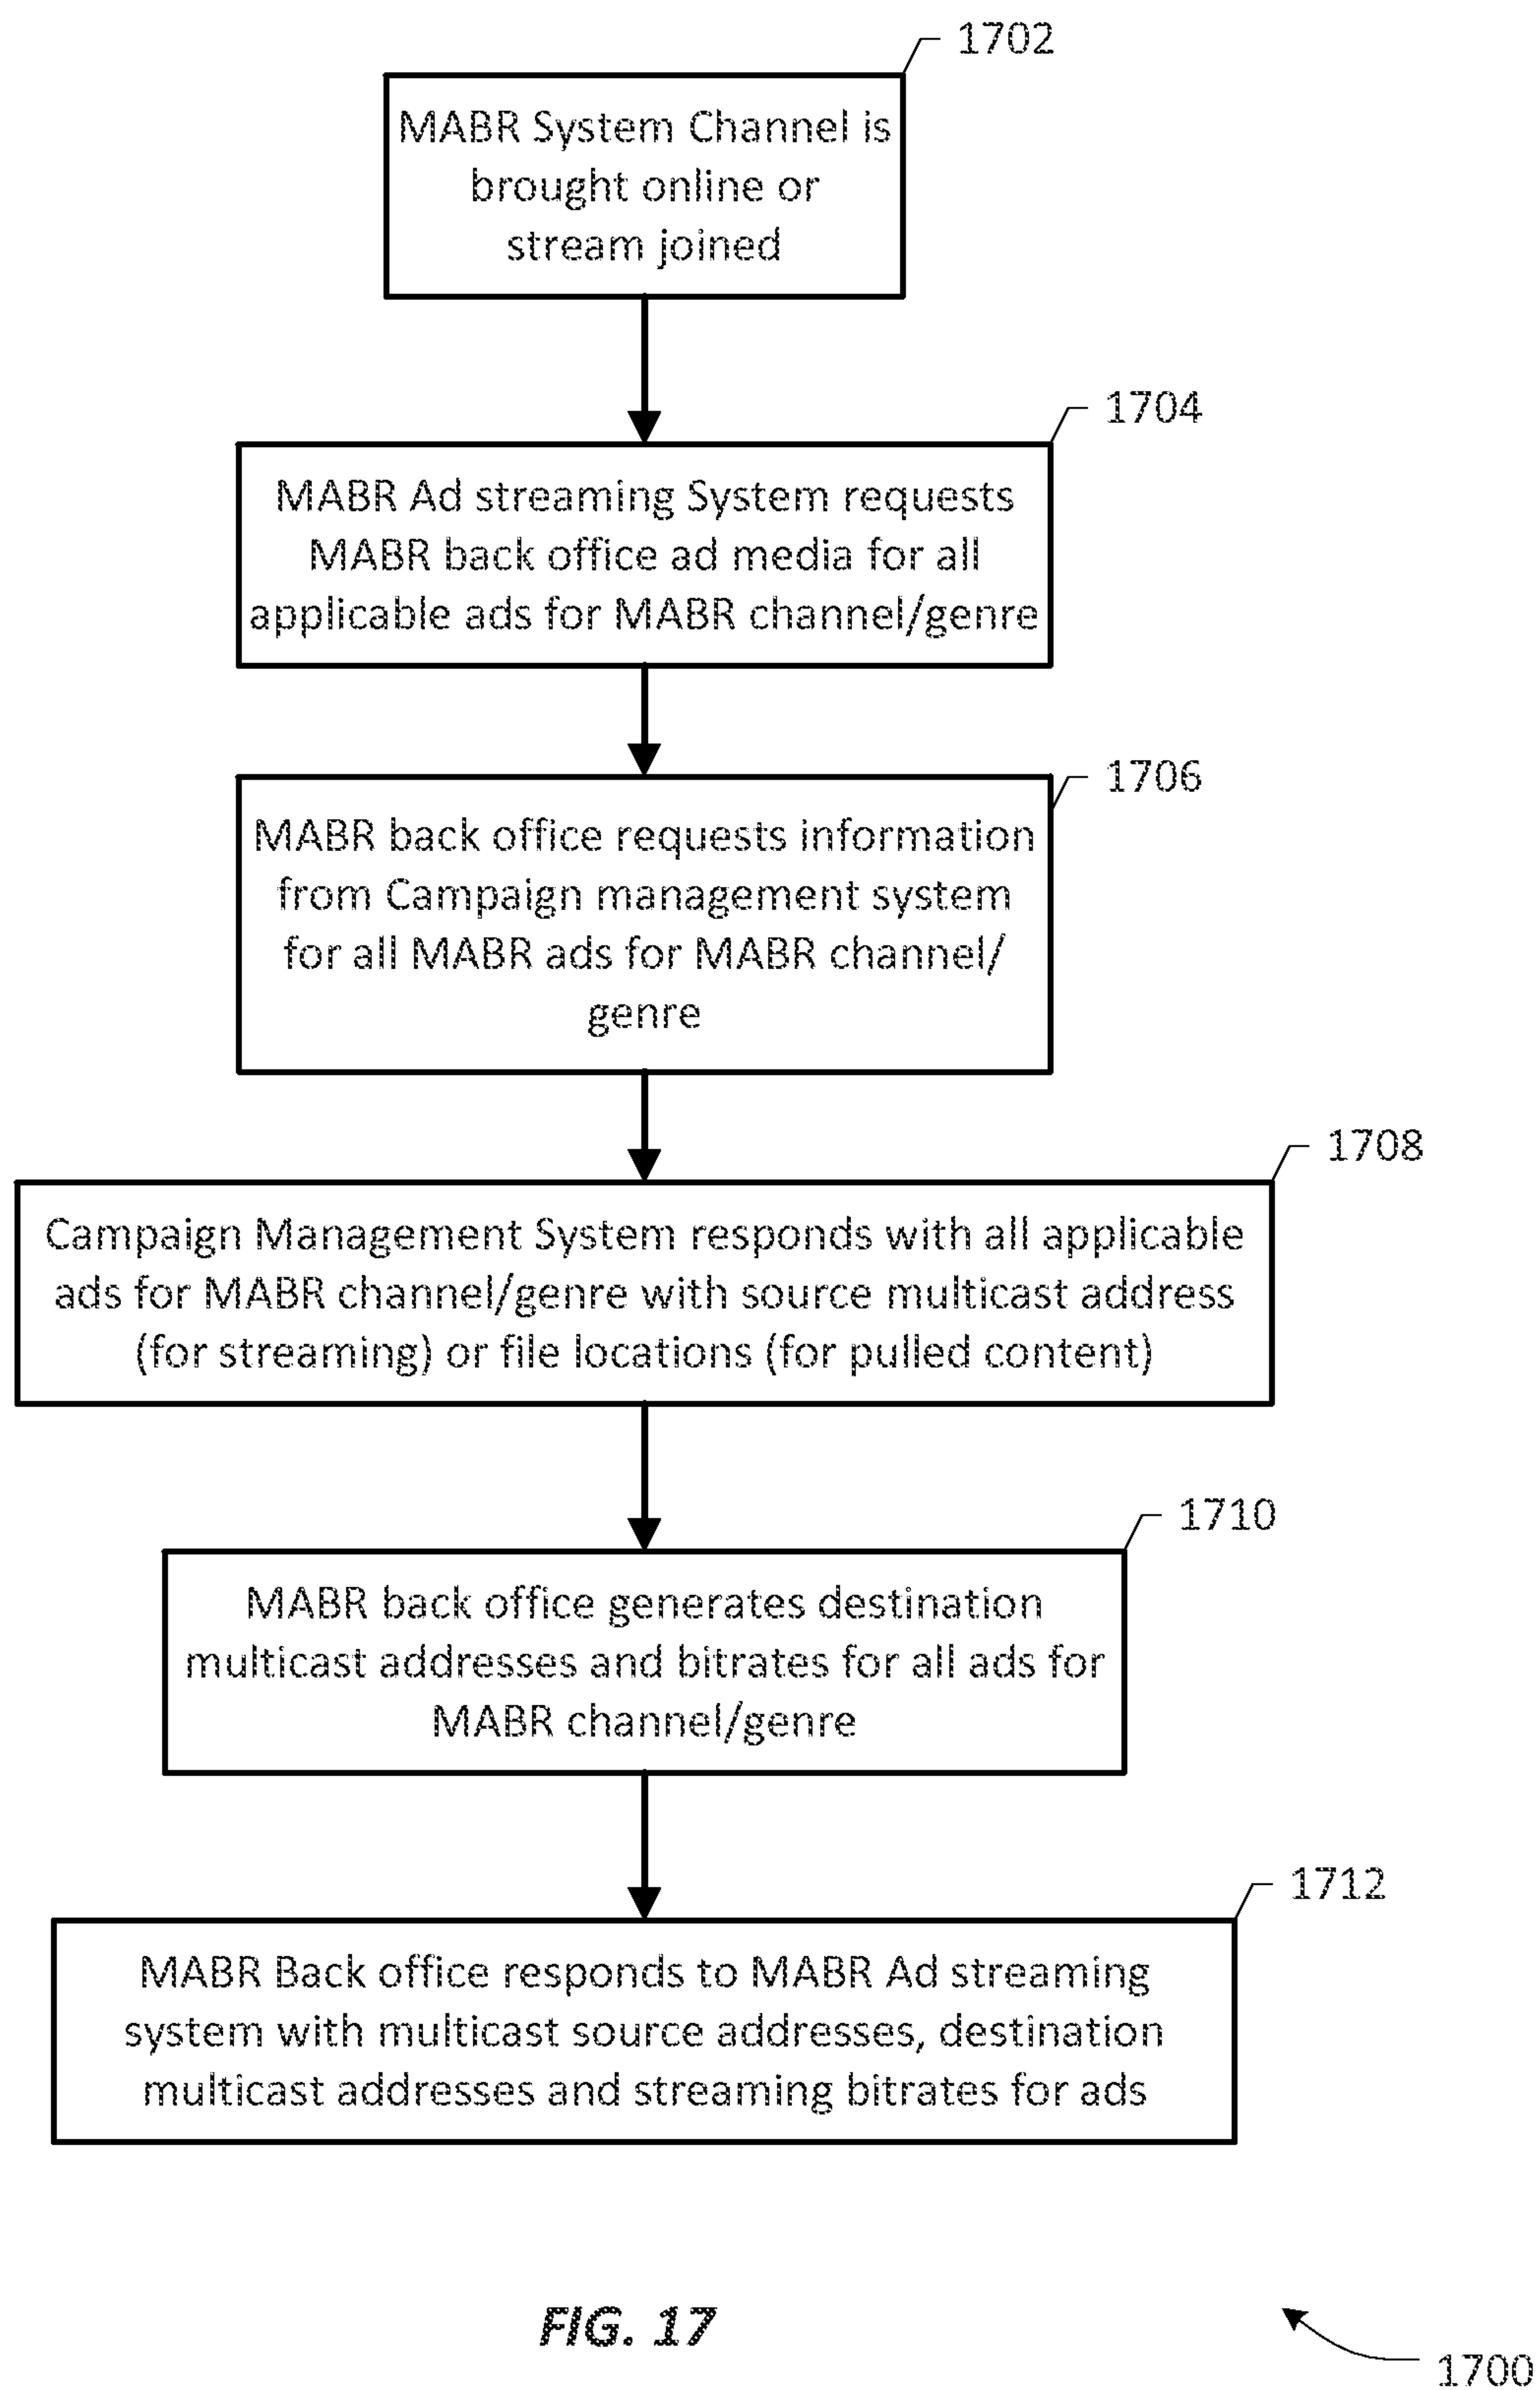 1702
MABR System Channel is
brought online or
stream joined
1704
MABR Ad streaming System requests
MABR back office ad media for all
applicable ads for MABR channel/genre
1706
MABR back office requests information
from Campaign management system
for all MABR ads for MABR channel/
genre
1708
Campaign Management System responds with all applicable
ads for MABR channel/genre with source multicast address
(for streaming) or file locations (for pulled content)
1710
MABR back office generates destination
multicast addresses and bitrates for all ads for
MABR channel/genre
1712
MABR Back office responds to MABR Ad streaming
system with multicast source addresses, destination
multicast addresses and streaming bitrates for ads
FIG. 17
1700